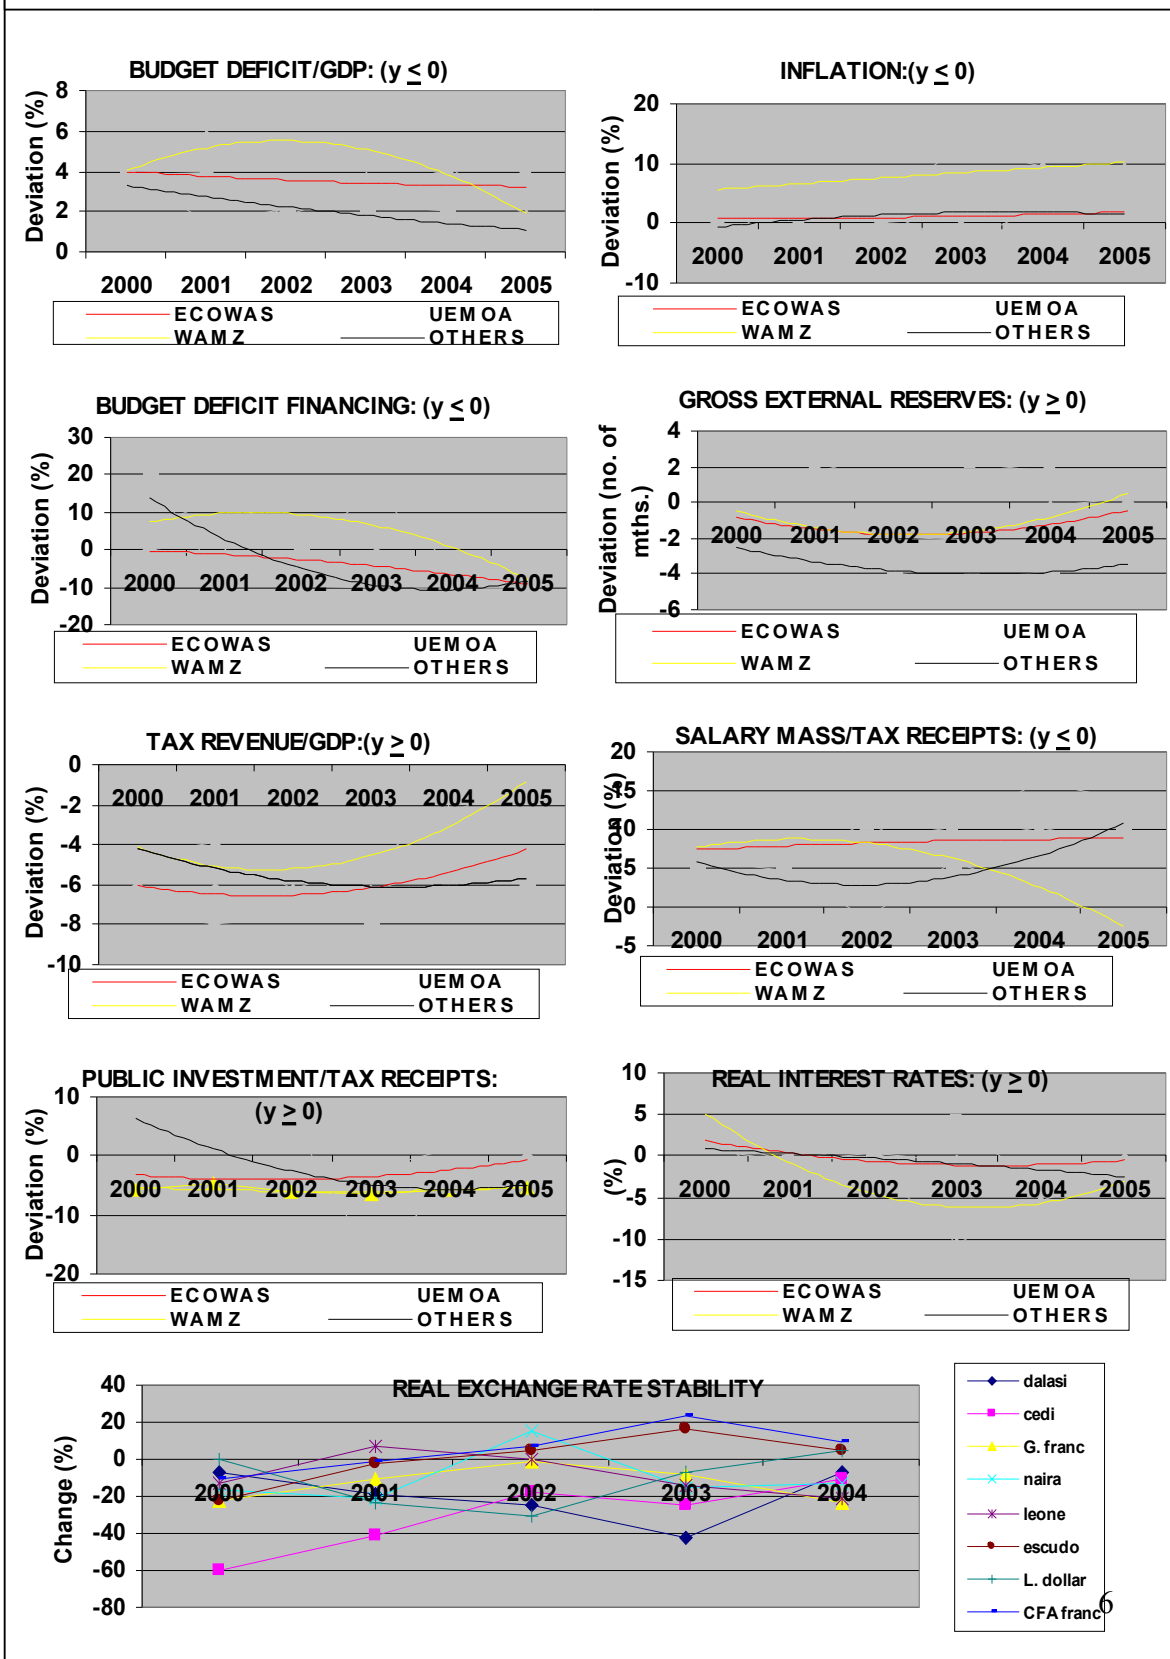 BUDGET DEFICIT/GDP: (y ≤ 0)
Deviation (%)
8
6
4
2
0
2000 2001 2002 2003 2004 2005
ECOWAS UEMOA
WAMZ OTHERS
INFLATION:(y ≤ 0)
Deviation (%)
20
10
0
-10
2000 2001 2002 2003 2004 2005
ECOWAS UEMOA
WAMZ OTHERS
BUDGET DEFICIT FINANCING: (y ≤ 0)
Deviation (%)
30
20
10
0
-10
-20
2000 2001 2002 2003 2004 2005
ECOWAS UEMOA
WAMZ OTHERS
GROSS EXTERNAL RESERVES: (y ≥ 0)
Deviation (no. of
mths.)
4
2
0
-2
-4
-6
2000 2001 2002 2003 2004 2005
ECOWAS UEMOA
WAMZ OTHERS
TAX REVENUE/GDP:(y ≥ 0)
Deviation (%)
0
-2
-4
-6
-8
-10
2000 2001 2002 2003 2004 2005
ECOWAS UEMOA
WAMZ OTHERS
SALARY MASS/TAX RECEIPTS: (y ≤ 0)
Deviation (%)
20
15
10
5
0
-5
2000 2001 2002 2003 2004 2005
ECOWAS UEMOA
WAMZ OTHERS
PUBLIC INVESTMENT/TAX RECEIPTS:
(y ≥ 0)
Deviation (%)
10
0
-10
-20
2000 2001 2002 2003 2004 2005
ECOWAS UEMOA
WAMZ OTHERS
REAL INTEREST RATES: (y ≥ 0)
(%)
10
5
0
-5
-10
-15
2000 2001 2002 2003 2004 2005
ECOWAS UEMOA
WAMZ OTHERS
REAL EXCHANGE RATE STABILITY
Change (%)
40
20
0
-20
-40
-60
-80
2000 2001 2002 2003 2004
dalasi
cedi
G. franc
naira
leone
escudo
L. dollar
CFA franc
6